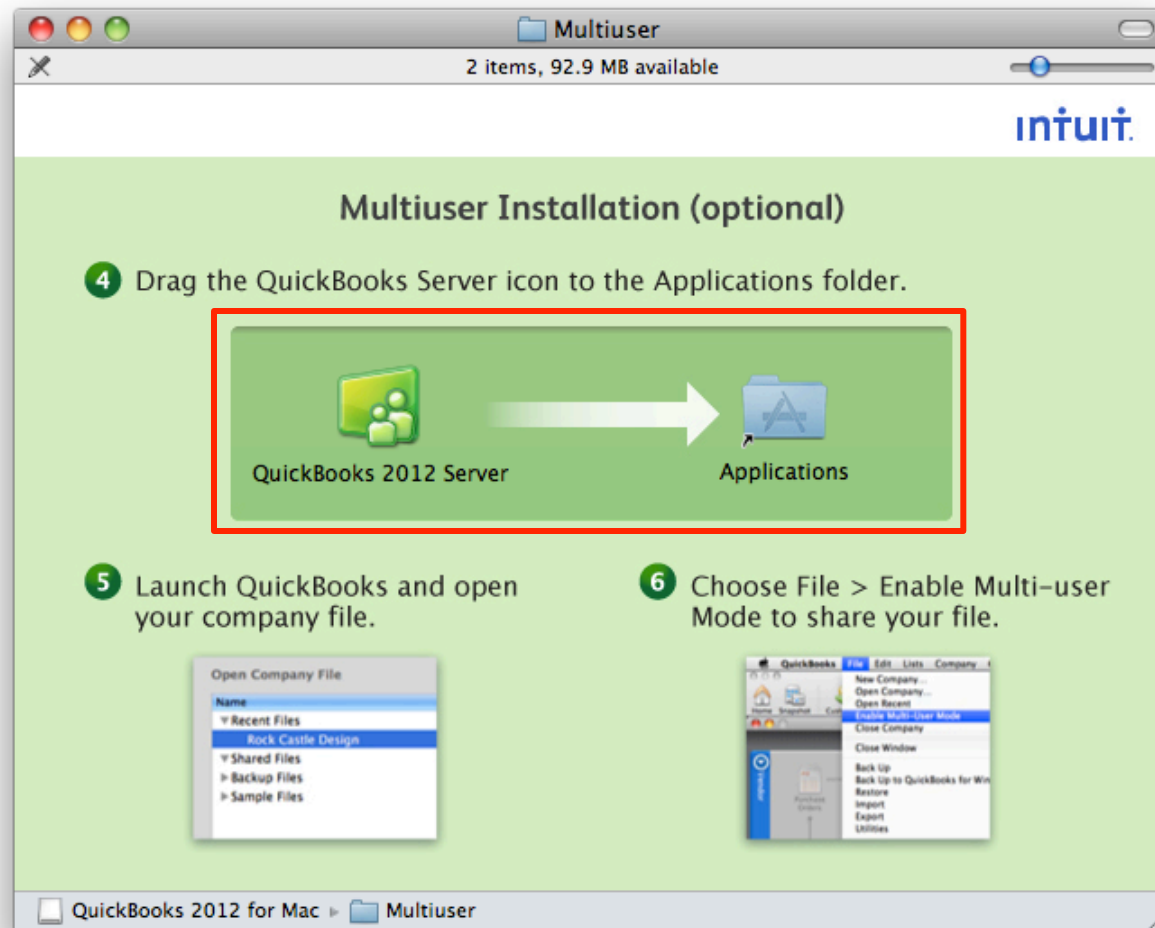 Multiuser
2 items, 92.9 MB available
intuit.
Multiuser Installation (optional)
4 Drag the QuickBooks Server icon to the Applications folder.
QuickBooks 2012 Server
Applications
5 Launch QuickBooks and open
your company file.
Open Company File
Name
Recent Files
Rock Castle Design
Shared Files
Backup Files
Sample Files
6 Choose File > Enable Multi-user
Mode to share your file.
QuickBooks File Edit Lists Company
New Company...
Open Company...
Open Recent
Enable Multi-User Mode
Close Company
Close Window
Back Up
Back Up to QuickBooks for Win
Restore
Import
Export
Utilities
Home Snapshot
Vendor
Purchase
Orders
QuickBooks 2012 for Mac Multiuser